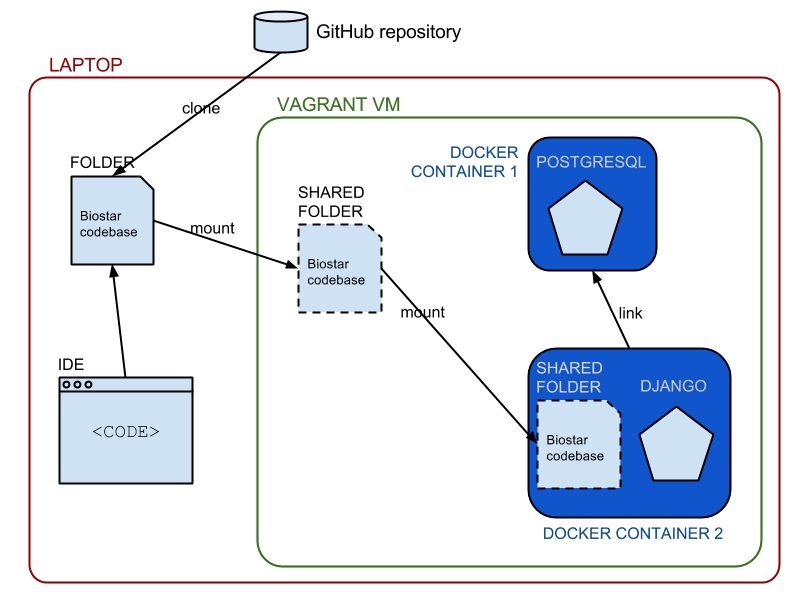 GitHub repository
LAPTOP
clone
VAGRANT VM
FOLDER
Biostar
codebase
mount
SHARED
FOLDER
Biostar
codebase
mount
DOCKER
CONTAINER 1
POSTGRESQL
link
IDE
<CODE>
SHARED
FOLDER
Biostar
codebase
DJANGO
DOCKER CONTAINER 2